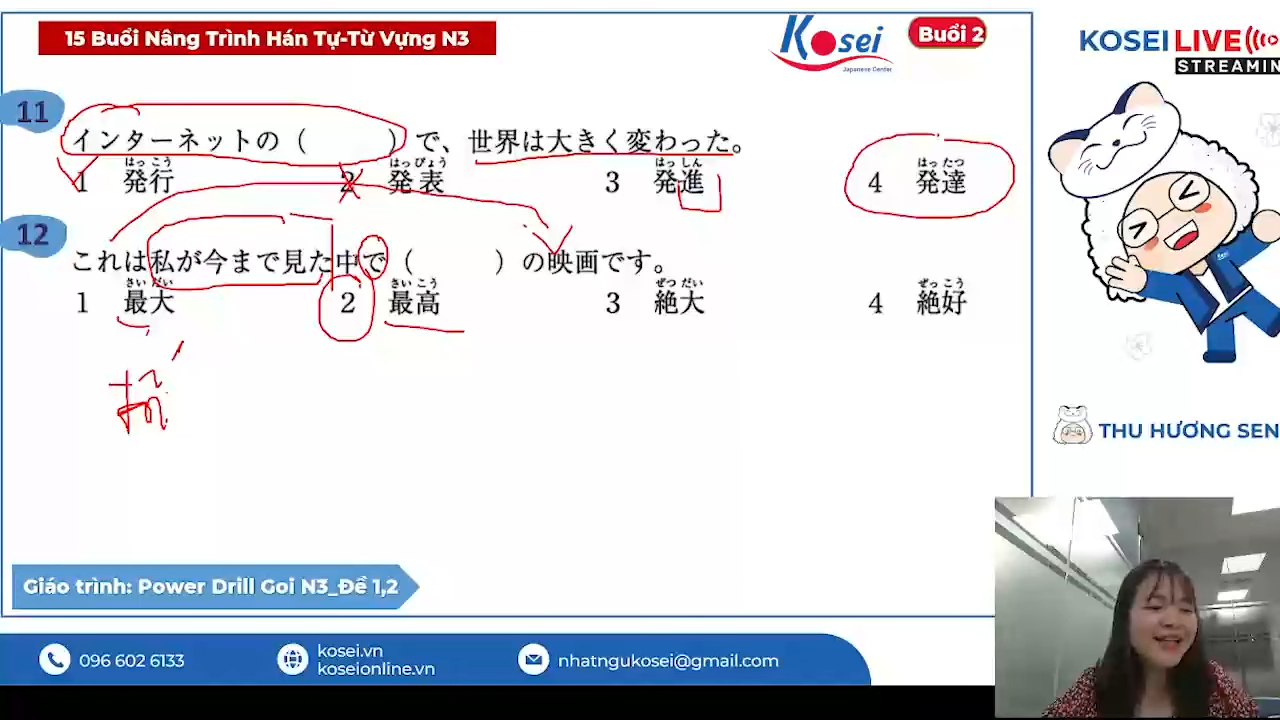 15 Buổi Nâng Trình Hán Tự-Từ Vựng N3
Kosei
Japanese Center
Buổi 2
KOSEI LIVE
STREAMIN
11 インターネットの（　　）で、世界は大きく変わった。
はっこう はっぴょう はっしん はったつ
1 発行 2 発表 3 発進 4 発達
12 これは私が今まで見た中で（　　）の映画です。
さいだい さいこう ぜつだい ぜっこう
1 最大 2 最高 3 絶大 4 絶好
THU HƯƠNG SEN
Giáo trình: Power Drill Goi N3_Đề 1,2
096 602 6133
kosei.vn
koseionline.vn
nhatngukosei@gmail.com